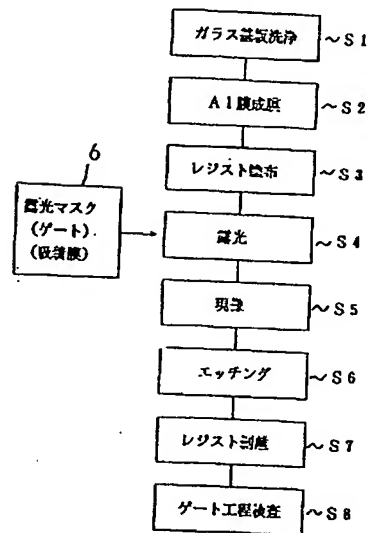 ガラス基板洗浄
~S1
Al膜成膜
~S2
レジスト塗布
~S3
6
露光マスク
(ゲート)
(吸着膜)
露光
~S4
現像
~S5
エッチング
~S6
レジスト剥離
~S7
ゲート工程検査
~S8